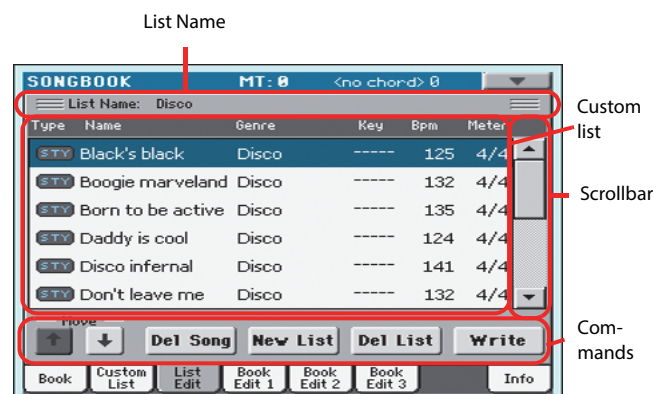 List Name
SONGBOOK MT: 0 <no chord> 0
List Name: Disco
Type Name Genre Key Bpm Meter
STY Black's black Disco ----- 125 4/4
STY Boogie marveland Disco ----- 132 4/4
STY Born to be active Disco ----- 135 4/4
STY Daddy is cool Disco ----- 124 4/4
STY Disco infernal Disco ----- 141 4/4
STY Don't leave me Disco ----- 132 4/4
Move
Del Song New List Del List Write
Book Custom List List Edit Book Edit 1 Book Edit 2 Book Edit 3 Info
Custom
list
Scrollbar
Com-
mands